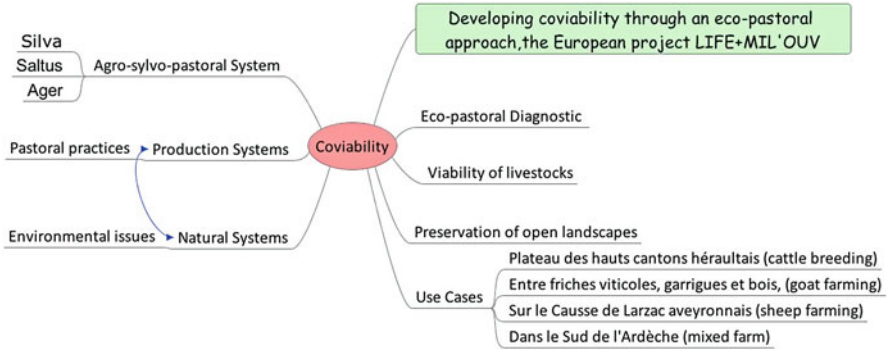 Developing coviability through an eco-pastoral
approach,the European project LIFE+MIL'OUV
Silva
Saltus
Ager
Agro-sylvo-pastoral System
Eco-pastoral Diagnostic
Pastoral practices
Production Systems
Coviability
Viability of livestocks
Environmental issues
Natural Systems
Preservation of open landscapes
Use Cases
Plateau des hauts cantons héraultais (cattle breeding)
Entre friches viticoles, garrigues et bois, (goat farming)
Sur le Causse de Larzac aveyronnais (sheep farming)
Dans le Sud de l'Ardèche (mixed farm)